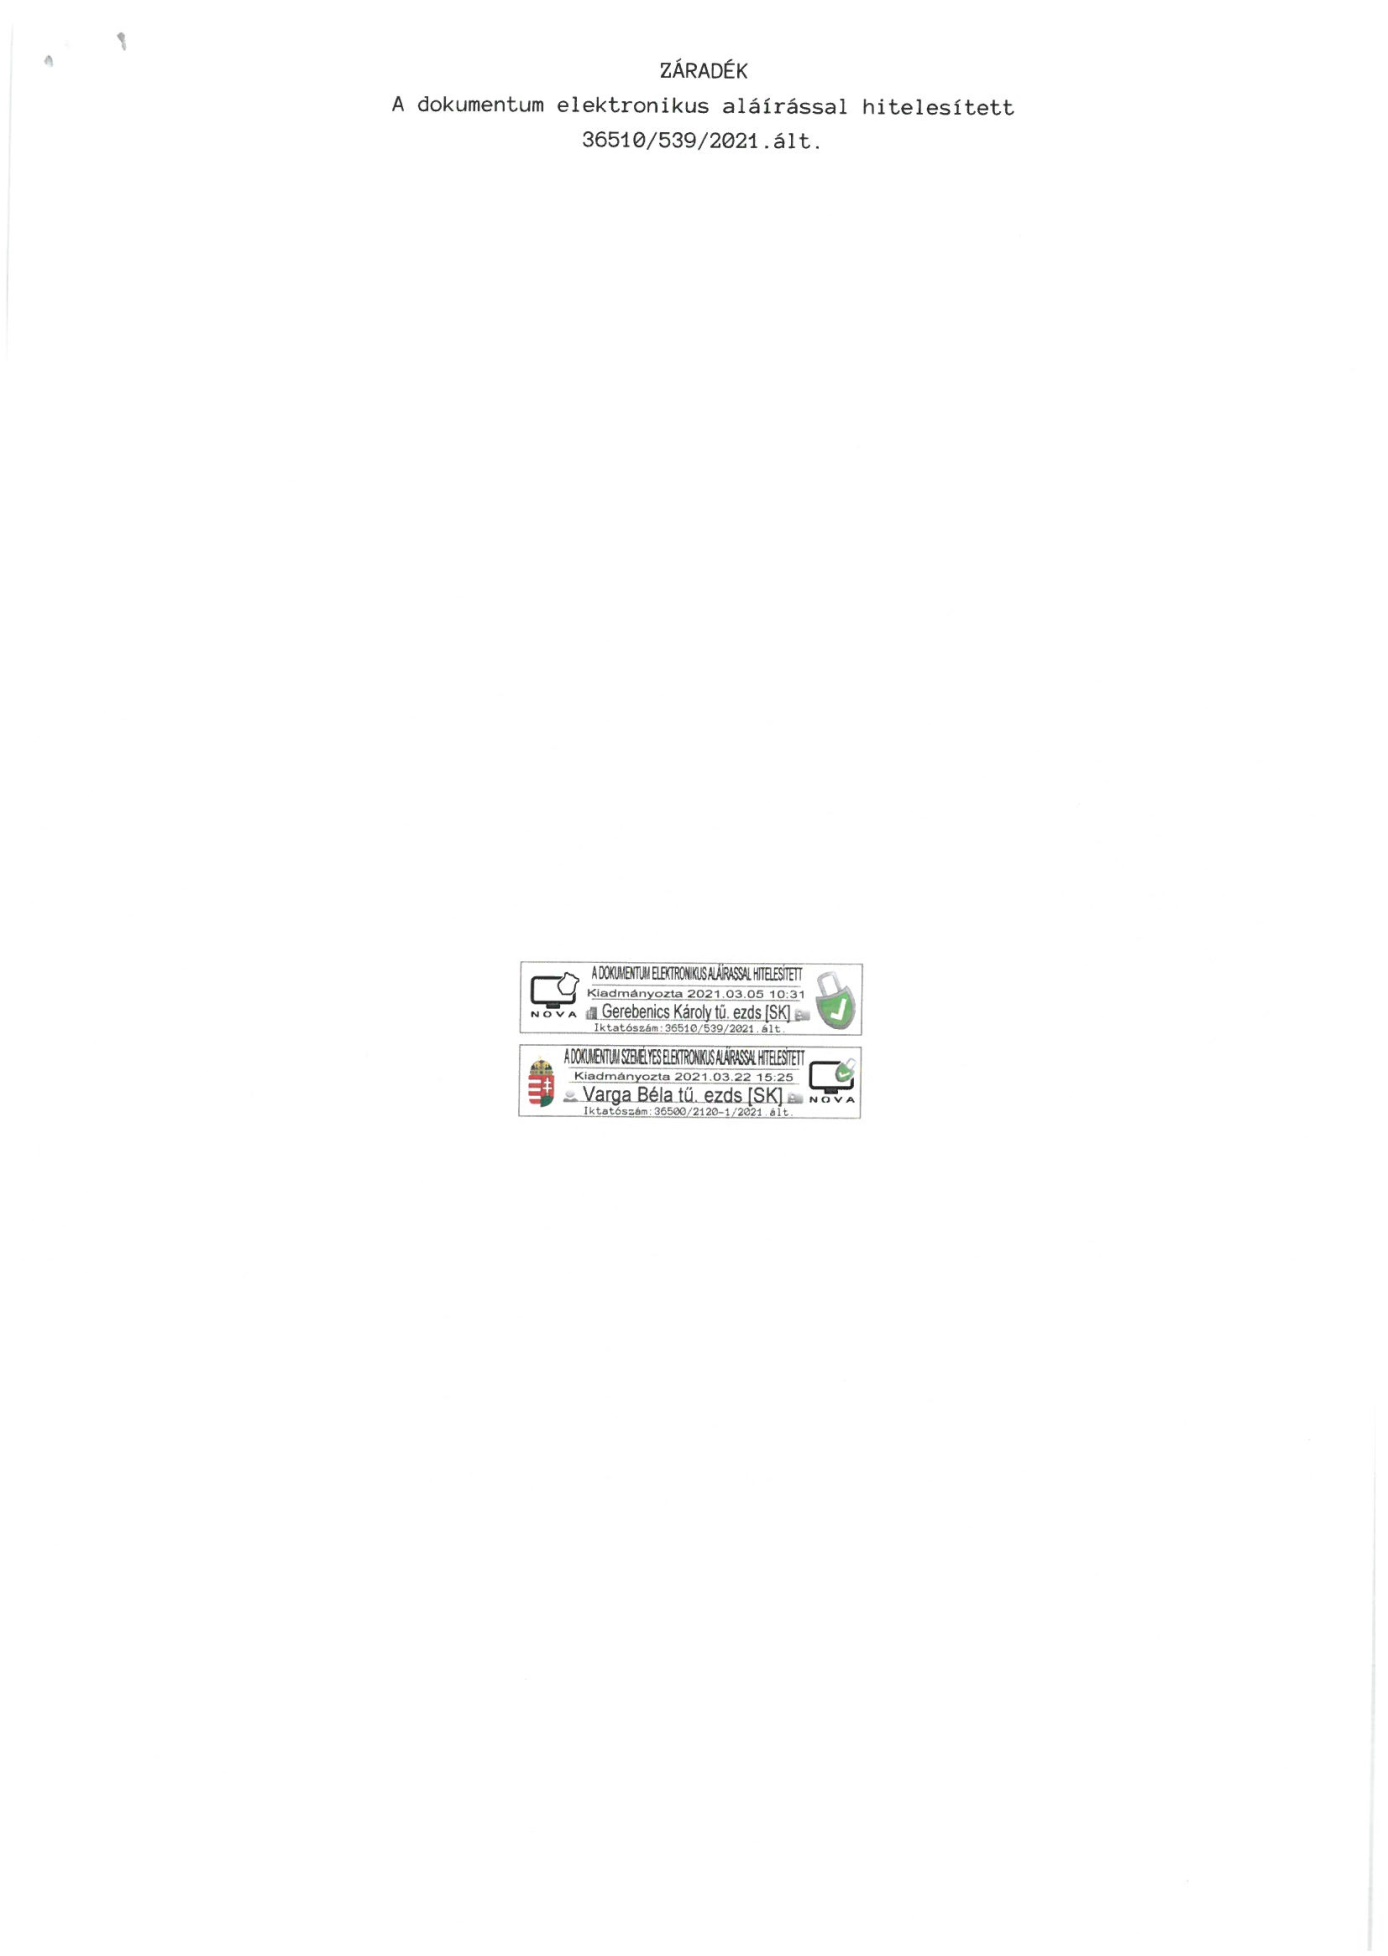 ZÁRADÉK
A dokumentum elektronikus aláírással hitelesített
36510/539/2021.ált.
A DOKUMENTUM ELEKTRONIKUS ALÁÍRÁSSAL HITELESÍTETT
Kiadmányozta 2021.03.05 10:31
NOVA
Gerebenics Károly tű. ezds [SK]
Iktatószám:36510/539/2021.ált.
A DOKUMENTUM SZEMÉLYES ELEKTRONIKUS ALÁÍRÁSSAL HITELESÍTETT
Kiadmányozta 2021.03.22 15:25
Varga Béla tű. ezds [SK]
NOVA
Iktatószám:36500/2120-1/2021.ált.